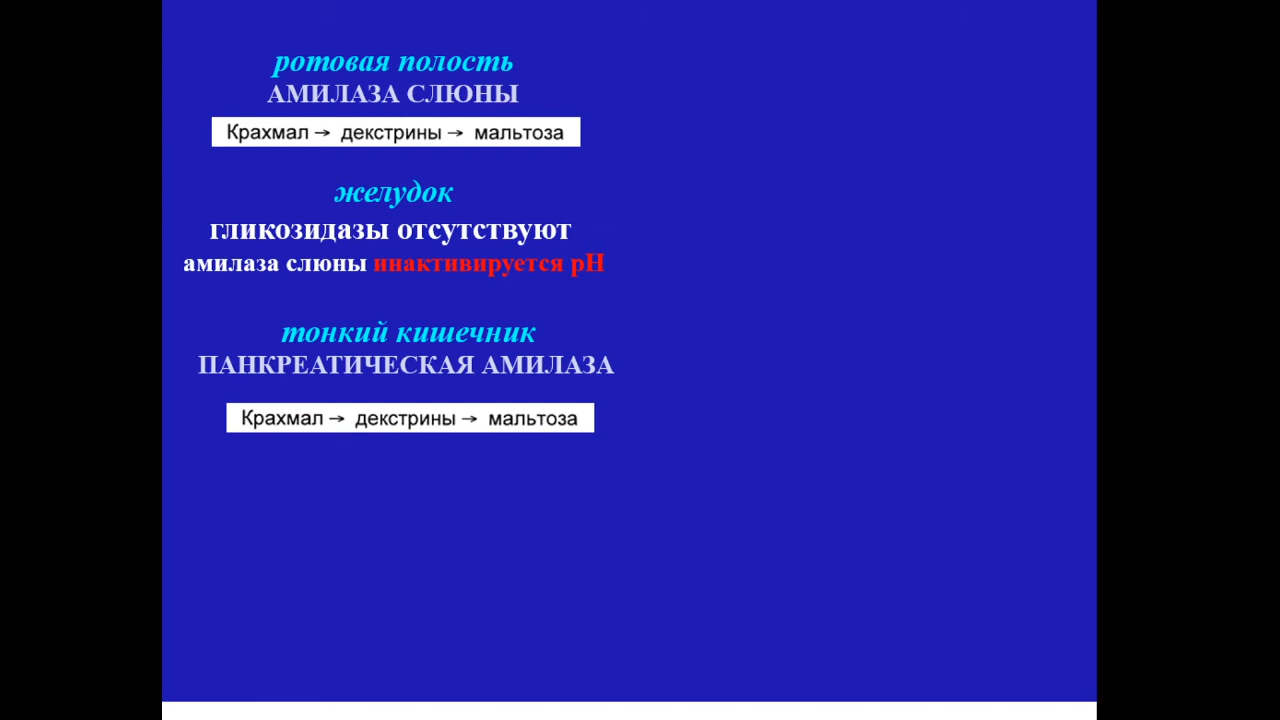 ротовая полость
АМИЛАЗА СЛЮНЫ
Крахмал → декстрины → мальтоза
желудок
гликозидазы отсутствуют
амилаза слюны инактивируется pH
тонкий кишечник
ПАНКРЕАТИЧЕСКАЯ АМИЛАЗА
Крахмал → декстрины → мальтоза